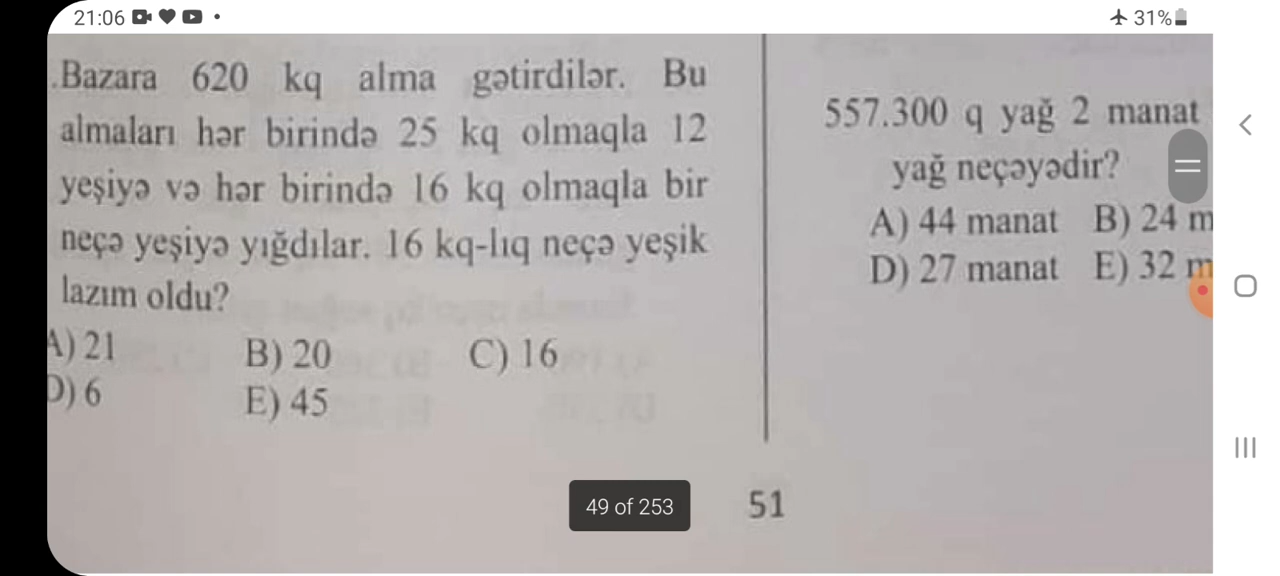 21:06
31%
.Bazara 620 kq alma gətirdilər. Bu
almaları hər birində 25 kq olmaqla 12
yeşiyə və hər birində 16 kq olmaqla bir
neçə yeşiyə yığdılar. 16 kq-lıq neçə yeşik
lazım oldu?
A) 21 B) 20 C) 16
D) 6 E) 45
557.300 q yağ 2 manat
yağ neçəyədir?
A) 44 manat B) 24 m
D) 27 manat E) 32 m
49 of 253
51